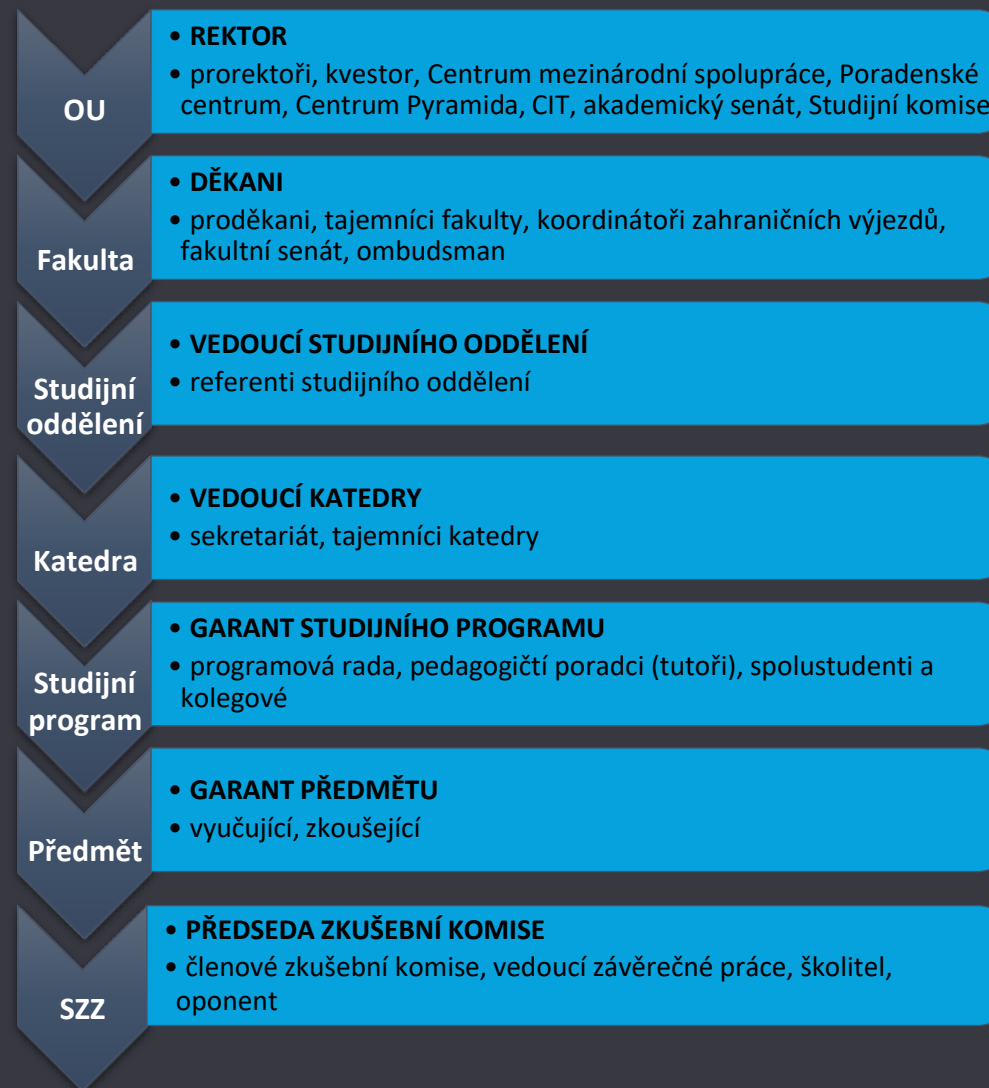 OU
• REKTOR
• prorektoři, kvestor, Centrum mezinárodní spolupráce, Poradenské
centrum, Centrum Pyramida, CIT, akademický senát, Studijní komise
Fakulta
• DĚKANI
• proděkani, tajemníci fakulty, koordinátoři zahraničních výjezdů,
fakultní senát, ombudsman
Studijní
oddělení
• VEDOUCÍ STUDIJNÍHO ODDĚLENÍ
• referenti studijního oddělení
Katedra
• VEDOUCÍ KATEDRY
• sekretariát, tajemníci katedry
Studijní
program
• GARANT STUDIJNÍHO PROGRAMU
• programová rada, pedagogičtí poradci (tutoři), spolustudenti a
kolegové
Předmět
• GARANT PŘEDMĚTU
• vyučující, zkoušející
SZZ
• PŘEDSEDA ZKUŠEBNÍ KOMISE
• členové zkušební komise, vedoucí závěrečné práce, školitel,
oponent